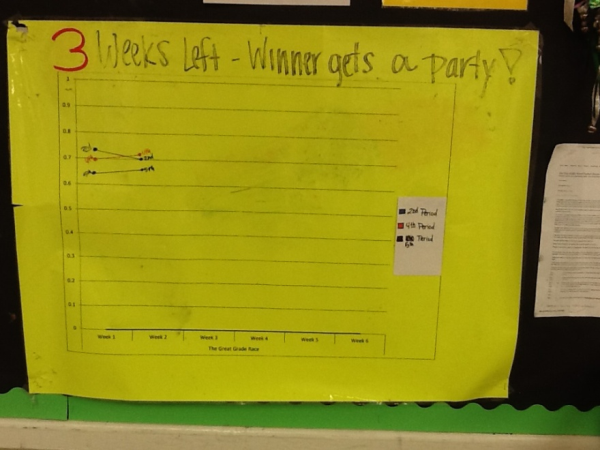 3 Weeks Left - Winner gets a party!
1
0.9
0.8
0.7
0.6
0.5
0.4
0.3
0.2
0.1
0
2nd
2nd Period
4th Period
6th Period
Week 1 Week 2 Week 3 Week 4 Week 5 Week 6
The Great Grade Race